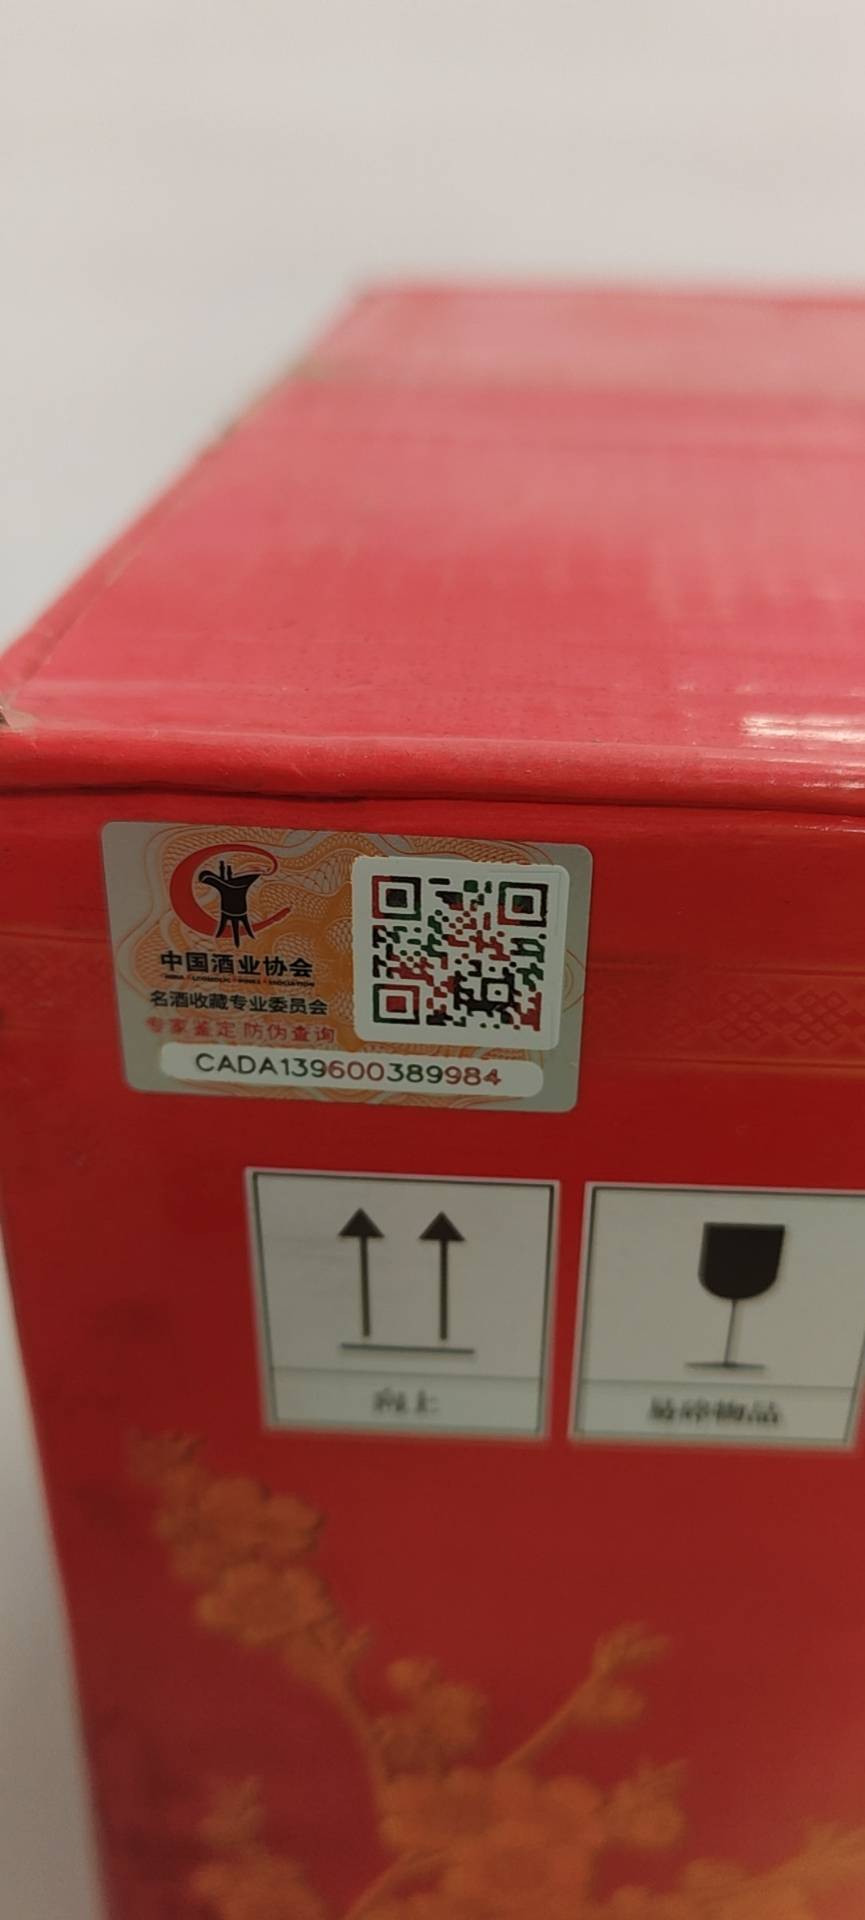 中国酒业协会
名酒收藏专业委员会
专家鉴定防伪查询
CADA139600389984
向上
易碎物品